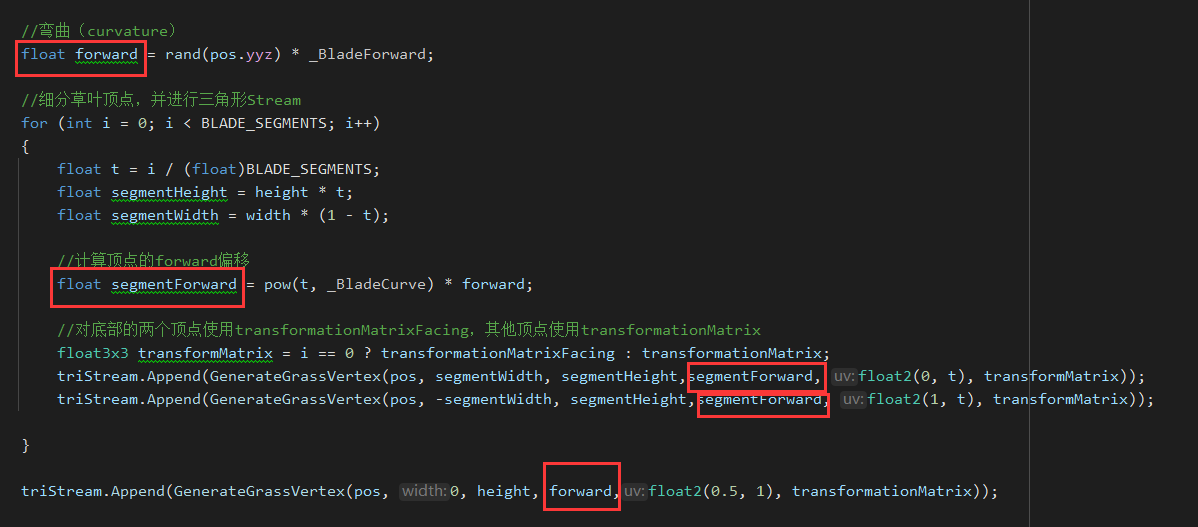 //弯曲（curvature）
float forward = rand(pos.yyz) * _BladeForward;
//细分草叶顶点，并进行三角形Stream
for (int i = 0; i < BLADE_SEGMENTS; i++)
{
float t = i / (float)BLADE_SEGMENTS;
float segmentHeight = height * t;
float segmentWidth = width * (1 - t);
//计算顶点的forward偏移
float segmentForward = pow(t, _BladeCurve) * forward;
//对底部的两个顶点使用transformationMatrixFacing，其他顶点使用transformationMatrix
float3x3 transformMatrix = i == 0 ? transformationMatrixFacing : transformationMatrix;
triStream.Append(GenerateGrassVertex(pos, segmentWidth, segmentHeight,segmentForward, uv:float2(0, t), transformMatrix));
triStream.Append(GenerateGrassVertex(pos, -segmentWidth, segmentHeight,segmentForward, uv:float2(1, t), transformMatrix));
}
triStream.Append(GenerateGrassVertex(pos, width:0, height, forward,uv:float2(0.5, 1), transformationMatrix));